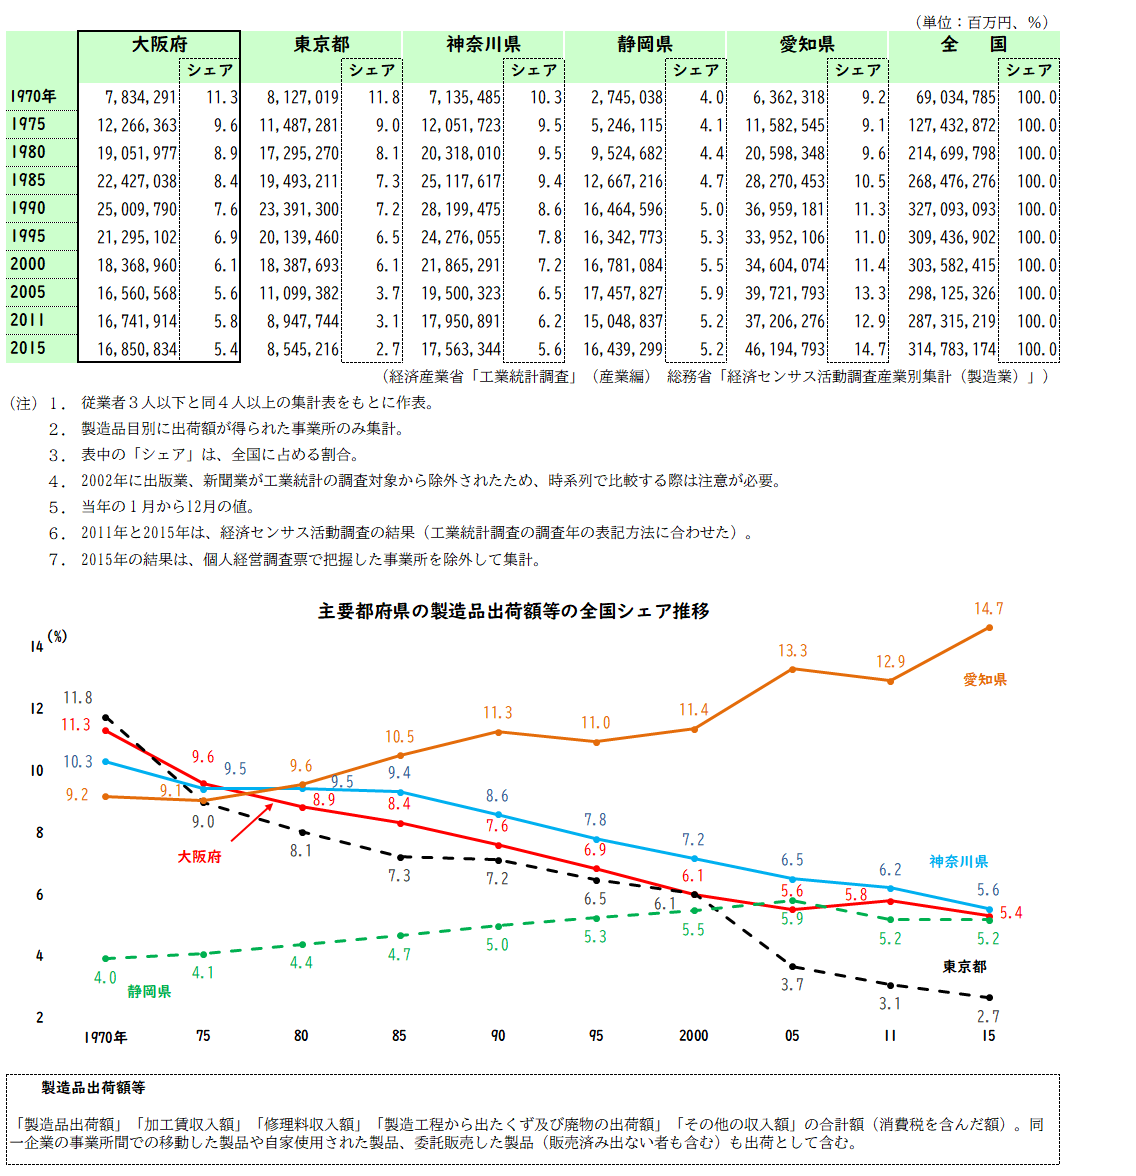 （単位：百万円、％）
大阪府 東京都 神奈川県 静岡県 愛知県 全　国
シェア シェア シェア シェア シェア シェア
1970年 7,834,291 11.3 8,127,019 11.8 7,135,485 10.3 2,745,038 4.0 6,362,318 9.2 69,034,785 100.0
1975 12,266,363 9.6 11,487,281 9.0 12,051,723 9.5 5,246,115 4.1 11,582,545 9.1 127,432,872 100.0
1980 19,051,977 8.9 17,295,270 8.1 20,318,010 9.5 9,524,682 4.4 20,598,348 9.6 214,699,798 100.0
1985 22,427,038 8.4 19,493,211 7.3 25,117,617 9.4 12,667,216 4.7 28,270,453 10.5 268,476,276 100.0
1990 25,009,790 7.6 23,391,300 7.2 28,199,475 8.6 16,464,596 5.0 36,959,181 11.3 327,093,093 100.0
1995 21,295,102 6.9 20,139,460 6.5 24,276,055 7.8 16,342,773 5.3 33,952,106 11.0 309,436,902 100.0
2000 18,368,960 6.1 18,387,693 6.1 21,865,291 7.2 16,781,084 5.5 34,604,074 11.4 303,582,415 100.0
2005 16,560,568 5.6 11,099,382 3.7 19,500,323 6.5 17,457,827 5.9 39,721,793 13.3 298,125,326 100.0
2011 16,741,914 5.8 8,947,744 3.1 17,950,891 6.2 15,048,837 5.2 37,206,276 12.9 287,315,219 100.0
2015 16,850,834 5.4 8,545,216 2.7 17,563,344 5.6 16,439,299 5.2 46,194,793 14.7 314,783,174 100.0
（経済産業省「工業統計調査」（産業編）　総務省「経済センサス活動調査産業別集計（製造業）」）
（注）１． 従業者３人以下と同４人以上の集計表をもとに作表。
２． 製造品目別に出荷額が得られた事業所のみ集計。
３． 表中の「シェア」は、全国に占める割合。
４． 2002年に出版業、新聞業が工業統計の調査対象から除外されたため、時系列で比較する際は注意が必要。
５． 当年の１月から12月の値。
６． 2011年と2015年は、経済センサス活動調査の結果（工業統計調査の調査年の表記方法に合わせた）。
７． 2015年の結果は、個人経営調査票で把握した事業所を除外して集計。
主要都府県の製造品出荷額等の全国シェア推移
(%)
14
12
10
8
6
4
2
11.8 9.0 8.1 7.3 7.2 6.5 6.1 3.7 3.1 2.7
東京都
11.3 9.6 8.9 8.4 7.6 6.9 6.1 5.6 5.8 5.4
大阪府
10.3 9.5 9.5 9.4 8.6 7.8 7.2 6.5 6.2 5.6
神奈川県
9.2 9.1 9.6 10.5 11.3 11.0 11.4 13.3 12.9 14.7
愛知県
4.0 4.1 4.4 4.7 5.0 5.3 5.5 5.9 5.2 5.2
静岡県
1970年 75 80 85 90 95 2000 05 11 15
製造品出荷額等
「製造品出荷額」「加工賃収入額」「修理料収入額」「製造工程から出たくず及び廃物の出荷額」「その他の収入額」の合計額（消費税を含んだ額）。同
一企業の事業所間での移動した製品や自家使用された製品、委託販売した製品（販売済み出ない者も含む）も出荷として含む。